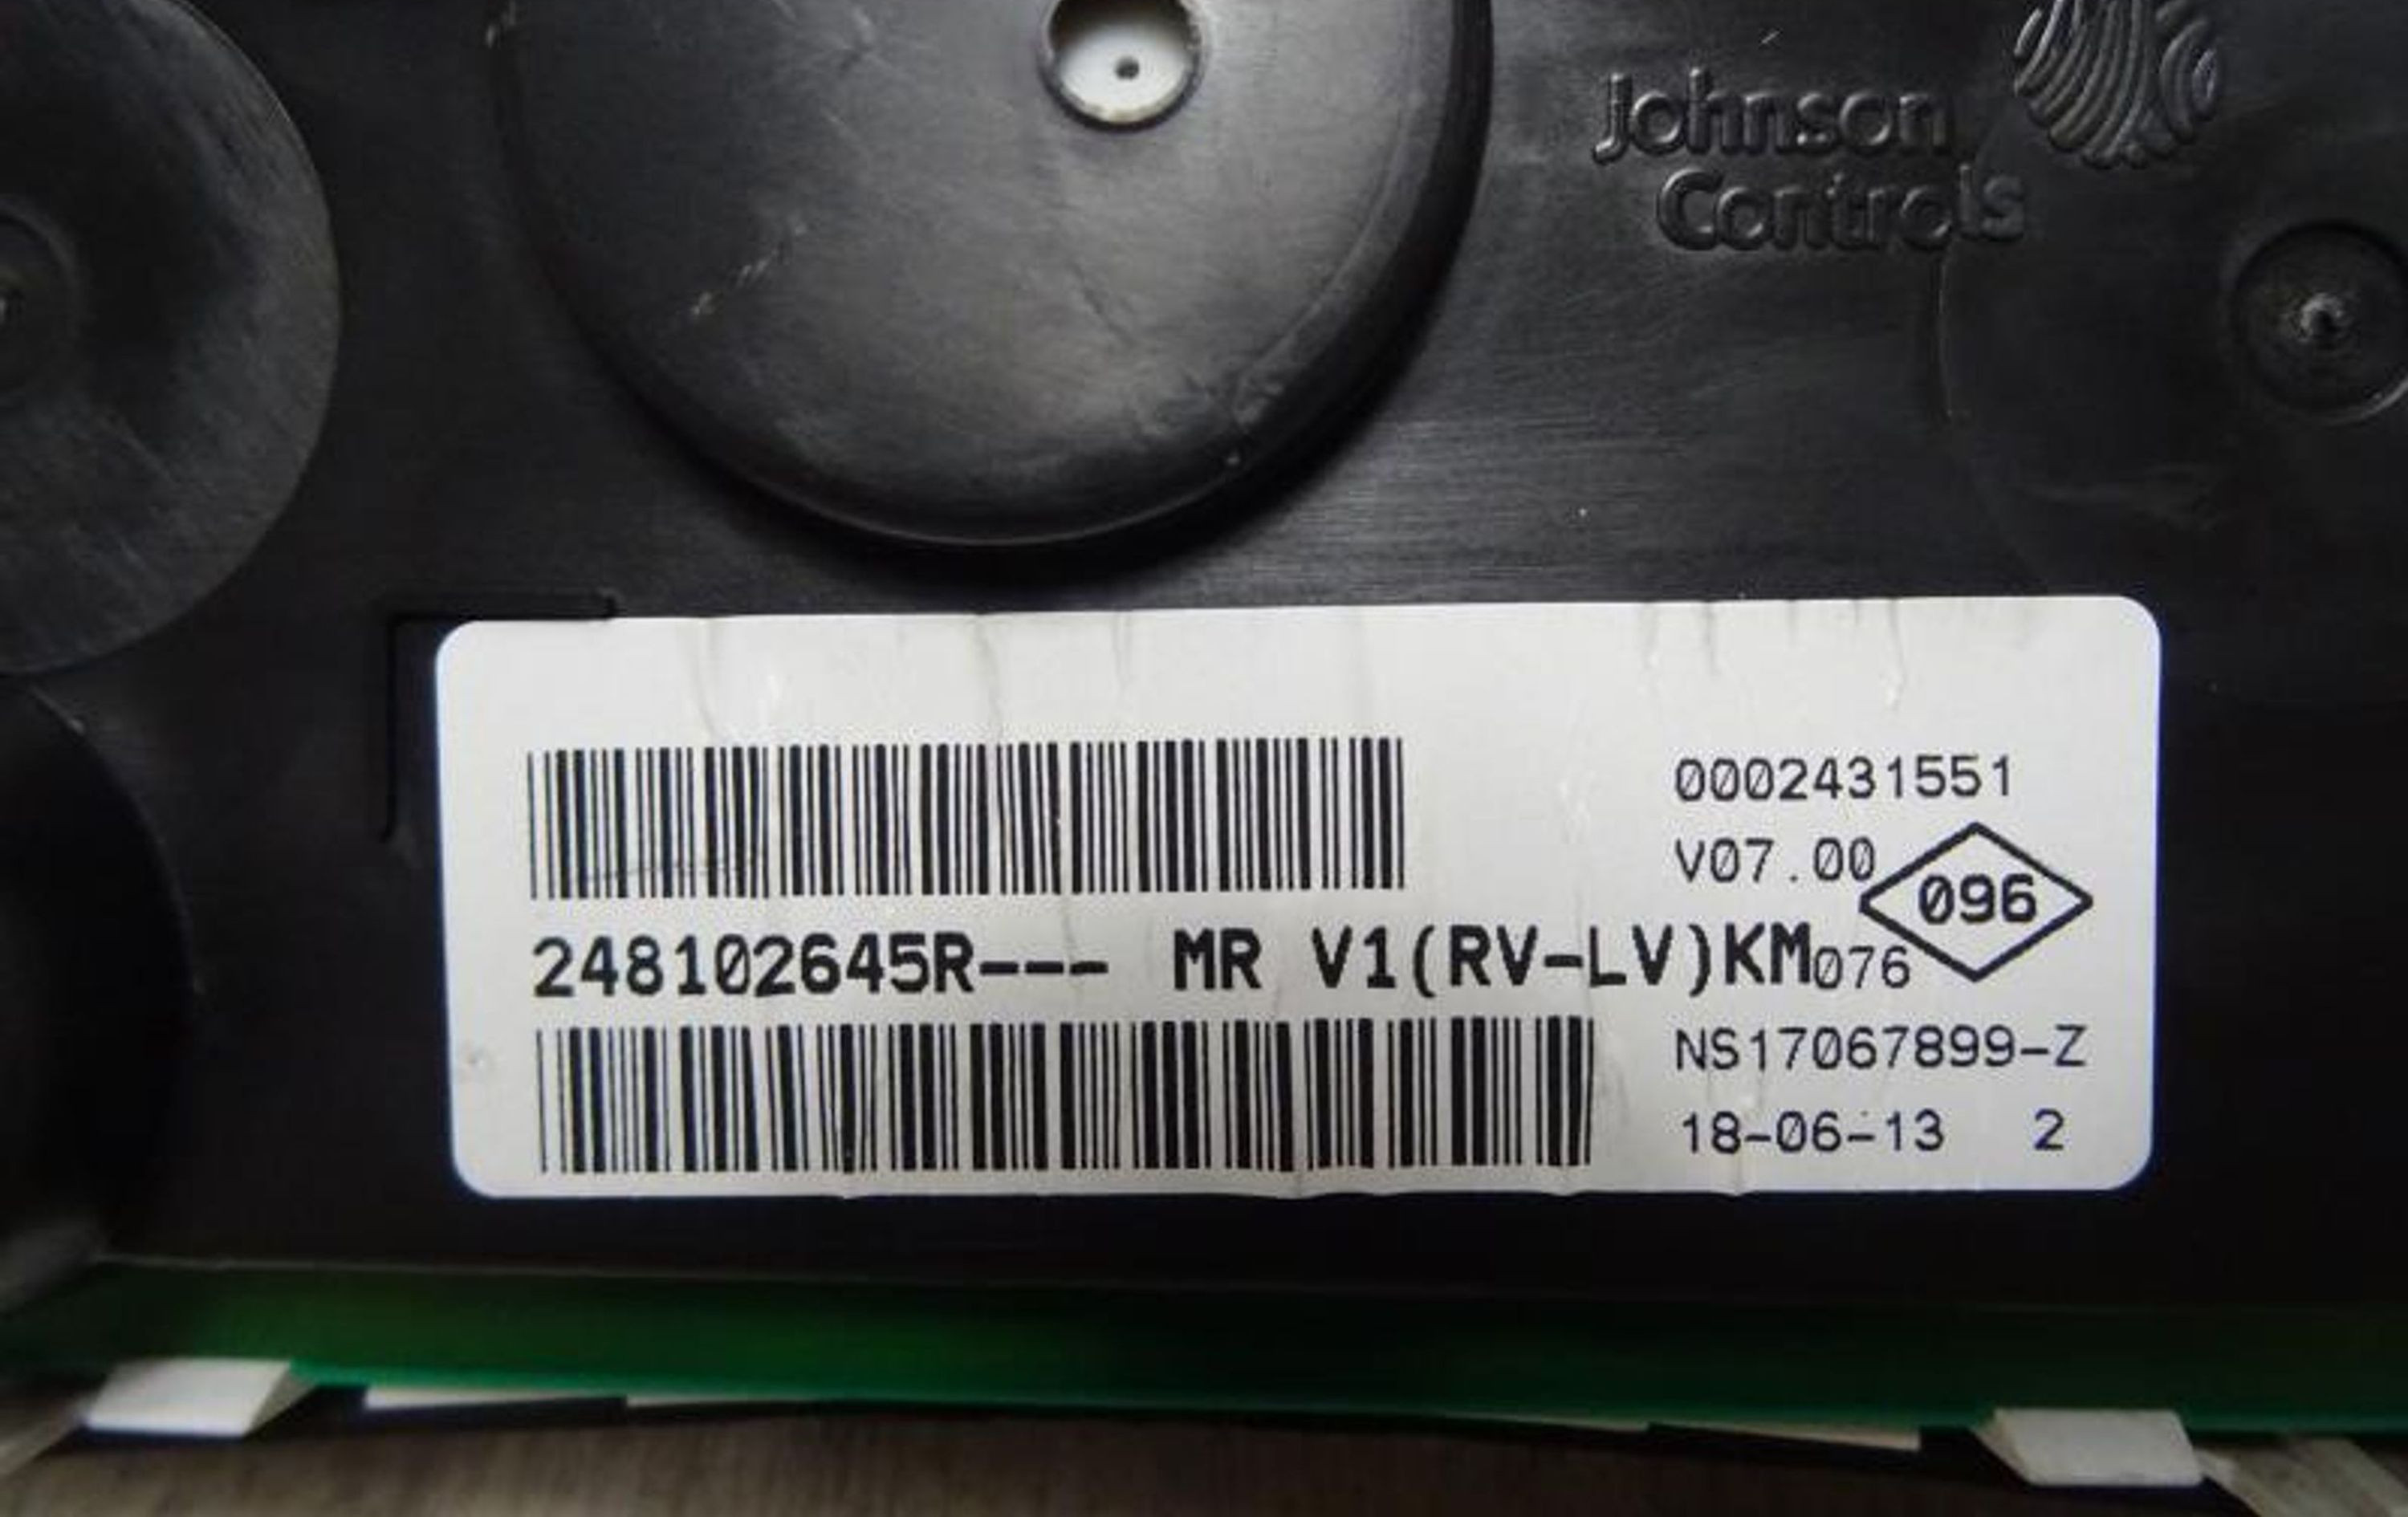 Johnson
Controls
0002431551
V07.00
096
248102645R--- MR V1(RV-LV)KM076
NS17067899-Z
18-06-13 2